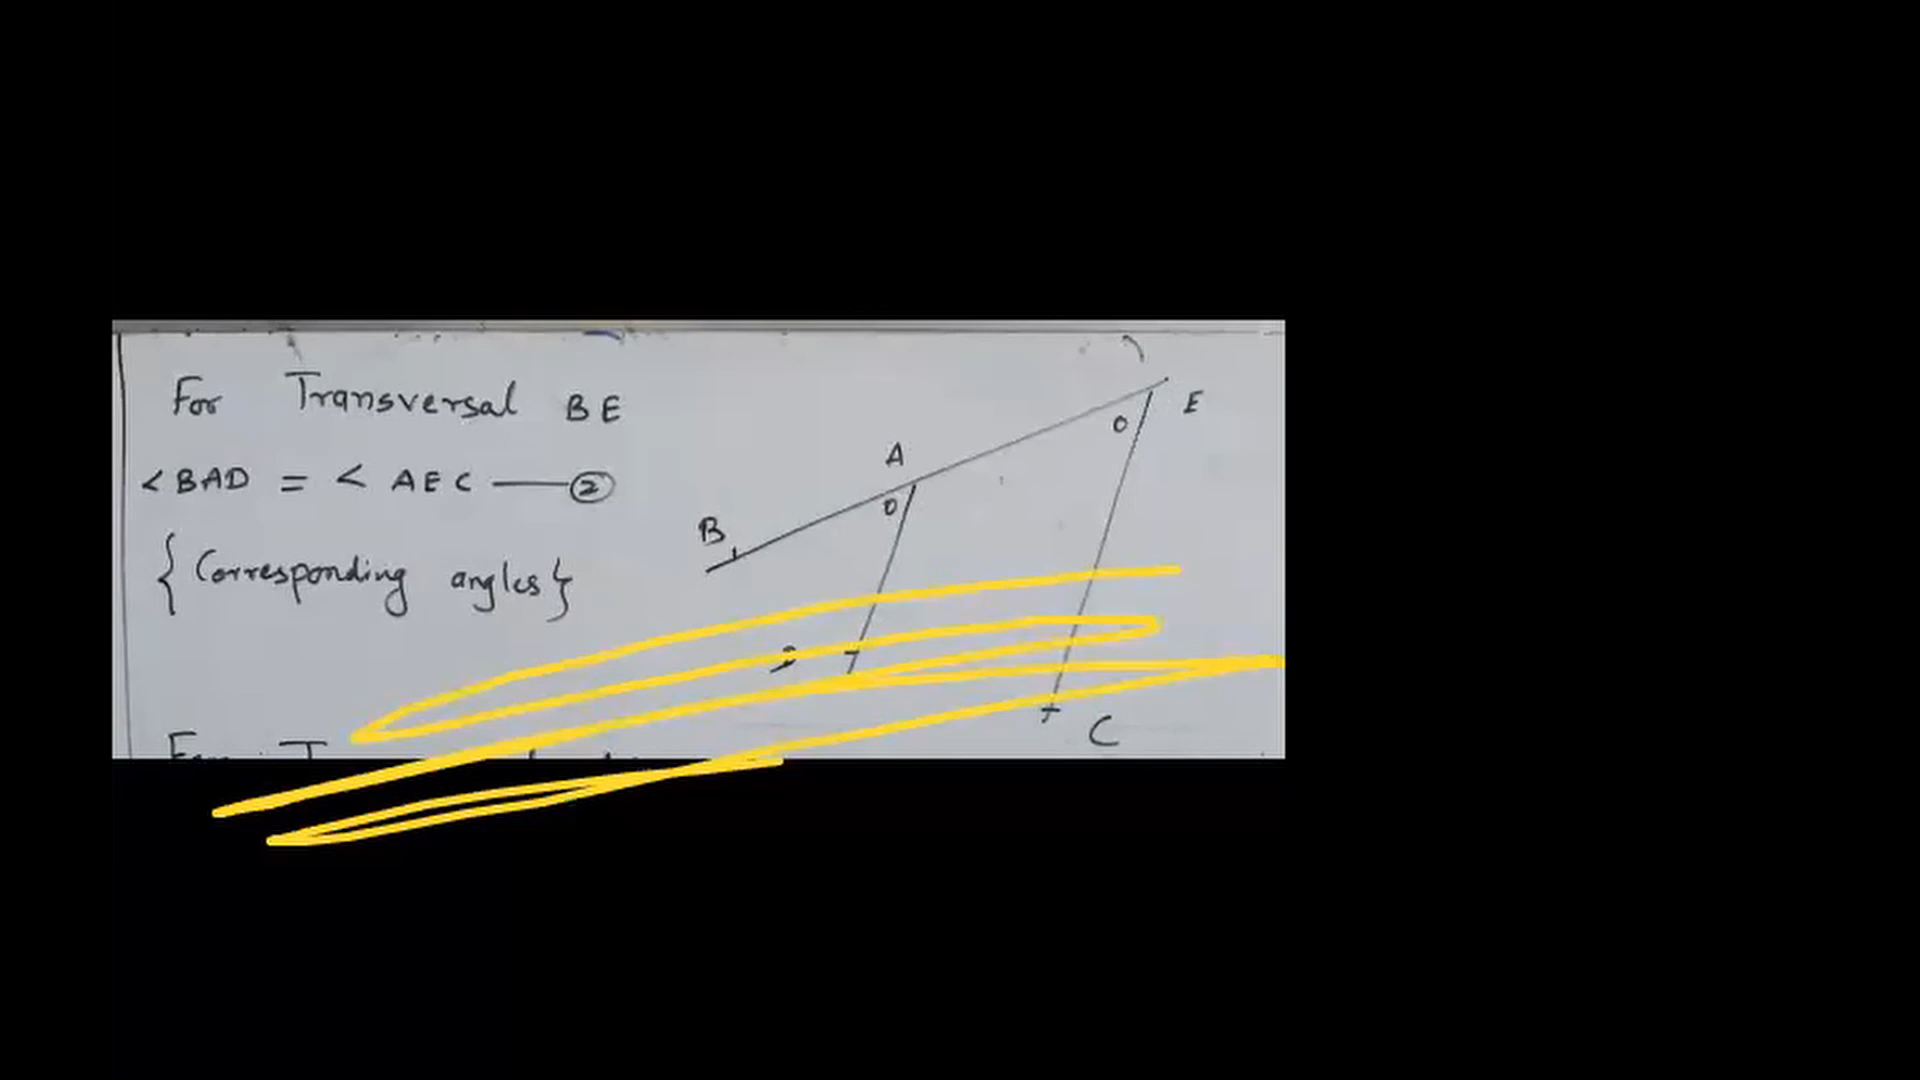 For Transversal BE
<BAD = < AEC —— ②
{Corresponding angles}
A
E
O
O
B
C